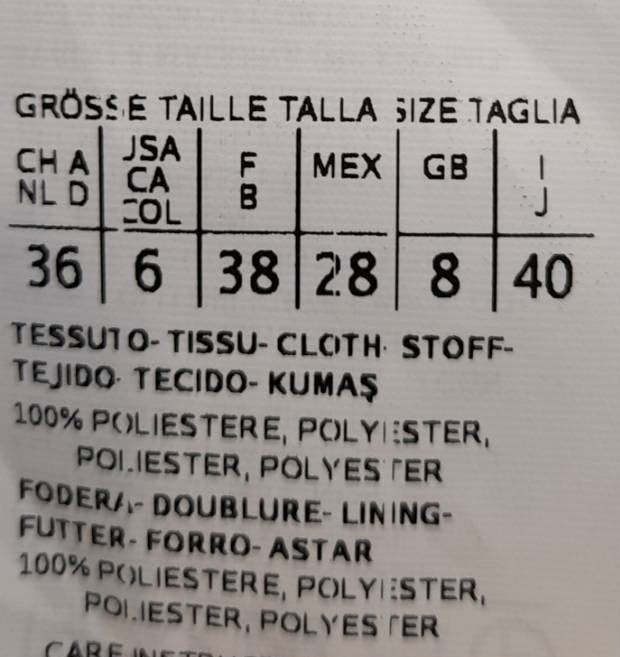 GRÖSSE TAILLE TALLA SIZE TAGLIA
CH A NL D | USA CA COL | F B | MEX | GB | I J
36 | 6 | 38 | 28 | 8 | 40
TESSUTO- TISSU- CLOTH- STOFF-
TEJIDO- TECIDO- KUMAŞ
100% POLIESTERE, POLYESTER,
POLIESTER, POLYESTER
FODERA- DOUBLURE- LINING-
FUTTER- FORRO- ASTAR
100% POLIESTERE, POLYESTER,
POLIESTER, POLYESTER
CARE